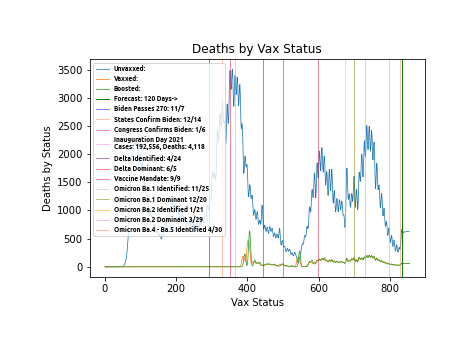 Deaths by Vax Status
3500
3000
2500
2000
1500
1000
500
0
Deaths by Status
Unvaxxed:
Vaxxed:
Boosted:
Forecast: 120 Days->
Biden Passes 270: 11/7
States Confirm Biden: 12/14
Congress Confirms Biden: 1/6
Inauguration Day 2021
Cases: 192,556, Deaths: 4,118
Delta Identified: 4/24
Delta Dominant: 6/5
Vaccine Mandate: 9/9
Omicron Ba.1 Identified: 11/25
Omicron Ba.1 Dominant 12/20
Omicron Ba.2 Identified 1/21
Omicron Ba.2 Dominant 3/29
Omicron Ba.4 - Ba.5 Identified 4/30
0 200 400 600 800
Vax Status